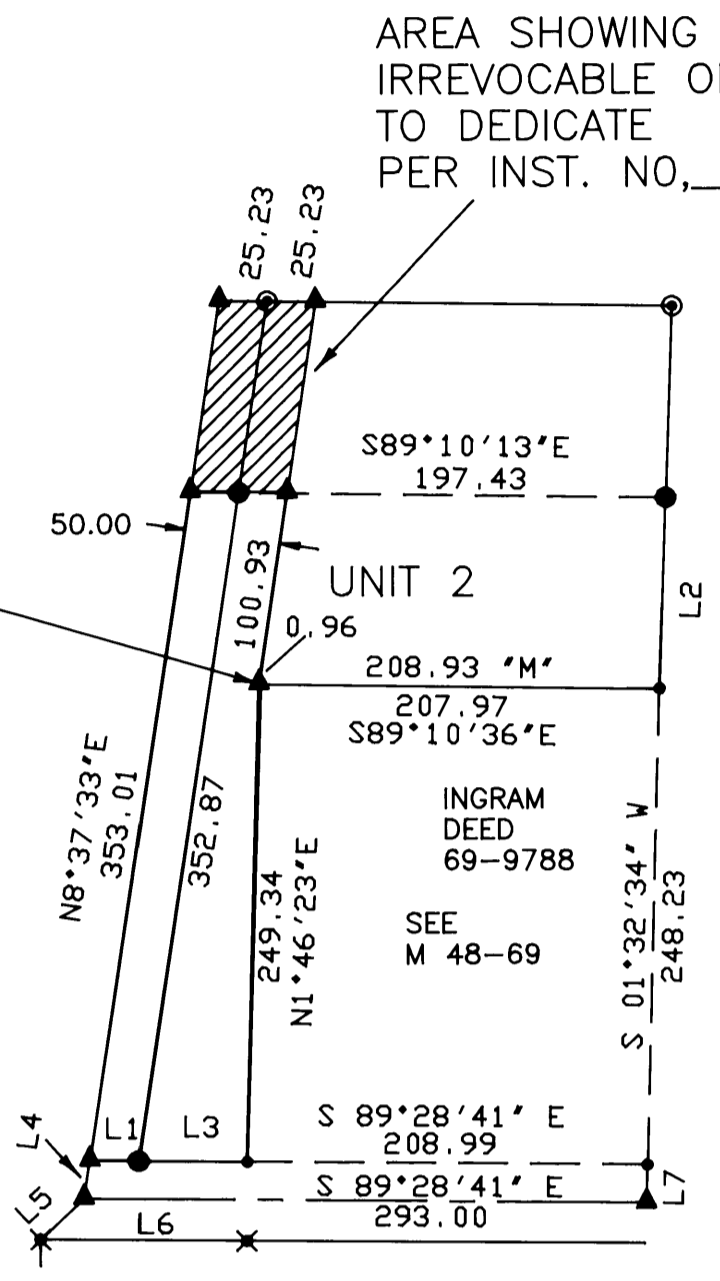 AREA SHOWING
IRREVOCABLE
TO DEDICATE
PER INST. NO,_
25.23
25.23
S89°10'13"E
197.43
50.00
100.93
UNIT 2
L2
0.96
208.93 "M"
207.97
S89°10'36"E
N8°37'33"E
353.01
352.87
INGRAM
DEED
69-9788
249.34
N1°46'23"E
SEE
M 48-69
S 01°32'34" W
248.23
L4
L1
L3
S 89°28'41" E
208.99
L5
S 89°28'41" E
L7
L6
293.00